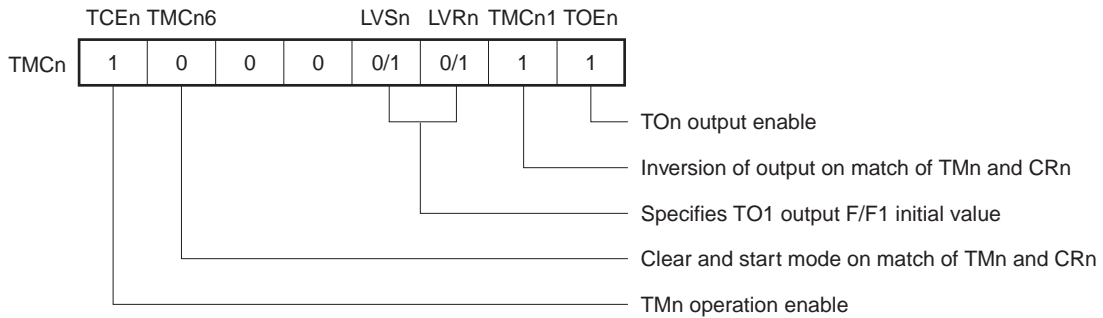 TCEn TMCn6 LVSn LVRn TMCn1 TOEn
TMCn 1 0 0 0 0/1 0/1 1 1
TOn output enable
Inversion of output on match of TMn and CRn
Specifies TO1 output F/F1 initial value
Clear and start mode on match of TMn and CRn
TMn operation enable